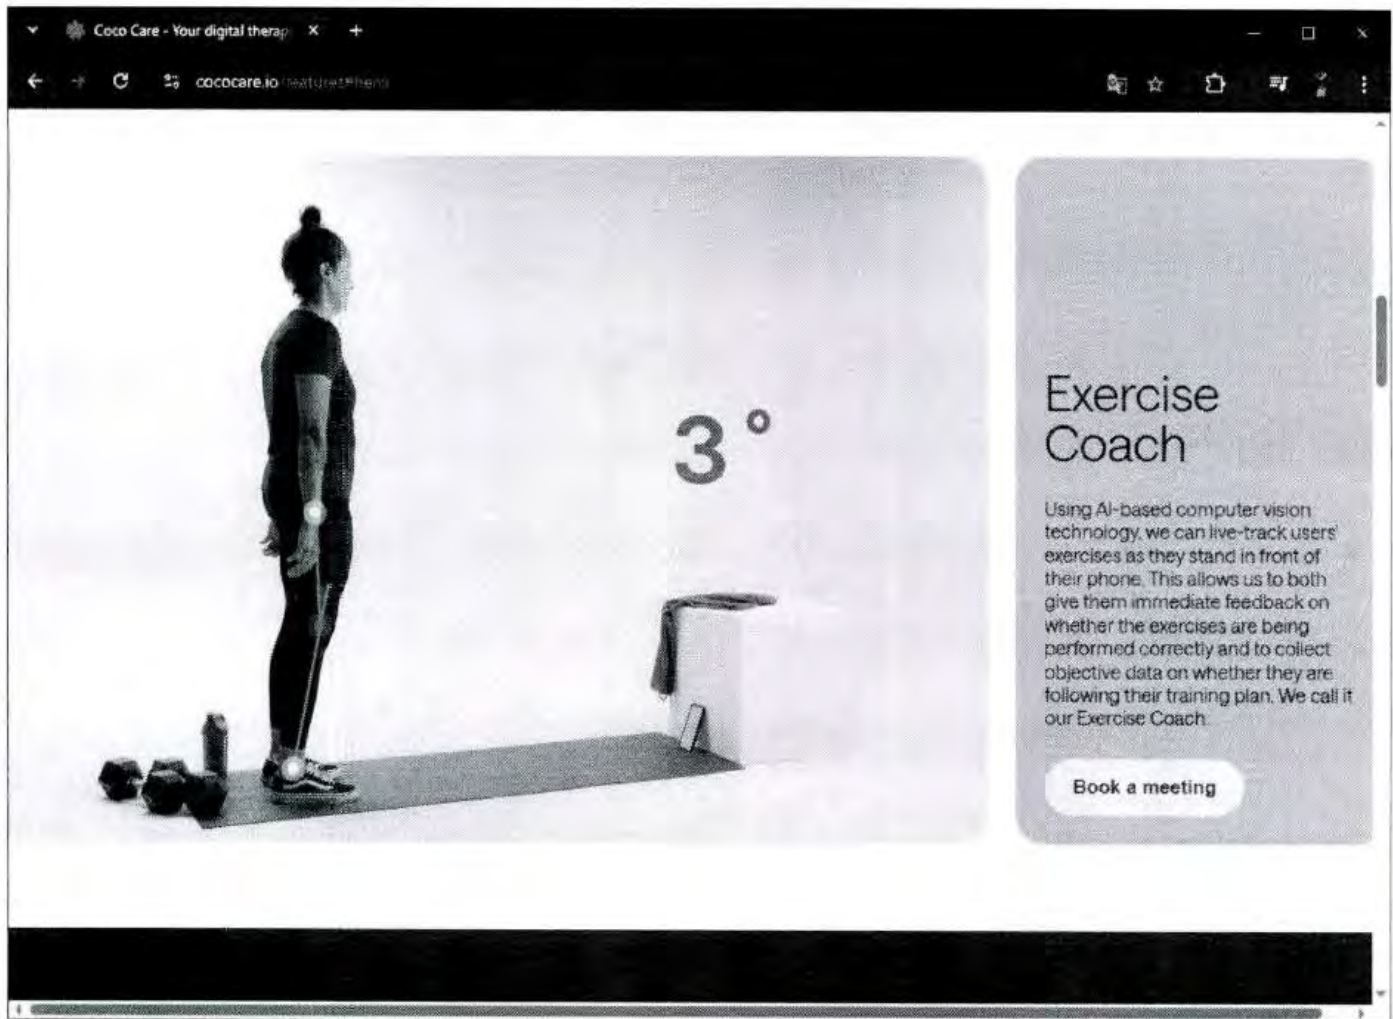 Coco Care - Your digital therap
cococare.io
3°
Exercise
Coach
Using AI-based computer vision
technology, we can live-track users'
exercises as they stand in front of
their phone. This allows us to both
give them immediate feedback on
whether the exercises are being
performed correctly and to collect
objective data on whether they are
following their training plan. We call it
our Exercise Coach.
Book a meeting